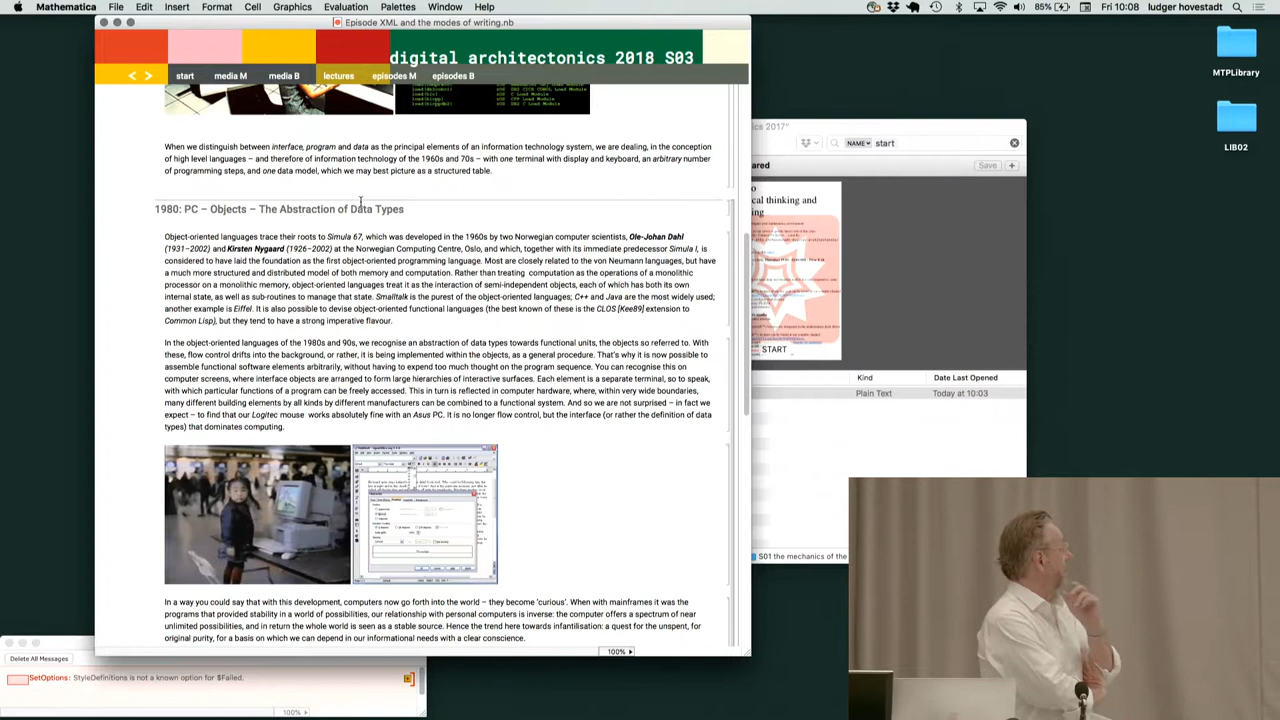 Mathematica File Edit Insert Format Cell Graphics Evaluation Palettes Window Help
85% Fri 10:08 ludger hovestadt
Episode XML and the modes of writing.nb
digital architectonics 2018 S03
< > start media M media B lectures episodes M episodes B
When we distinguish between interface, program and data as the principal elements of an information technology system, we are dealing, in the conception
of high level languages – and therefore of information technology of the 1960s and 70s – with one terminal with display and keyboard, an arbitrary number
of programming steps, and one data model, which we may best picture as a structured table.
1980: PC – Objects – The Abstraction of Data Types
Object-oriented languages trace their roots to Simula 67, which was developed in the 1960s by two Norwegian computer scientists, Ole-Johan Dahl
(1931–2002) and Kirsten Nygaard (1926–2002) at the Norwegian Computing Centre, Oslo, and which, together with its immediate predecessor Simula I, is
considered to have laid the foundation as the first object-oriented programming language. Most are closely related to the von Neumann languages, but have
a much more structured and distributed model of both memory and computation. Rather than treating computation as the operations of a monolithic
processor on a monolithic memory, object-oriented languages treat it as the interaction of semi-independent objects, each of which has both its own
internal state, as well as sub-routines to manage that state. Smalltalk is the purest of the object-oriented languages; C++ and Java are the most widely used;
another example is Eiffel. It is also possible to devise object-oriented functional languages (the best known of these is the CLOS [Kee89] extension to
Common Lisp), but they tend to have a strong imperative flavour.
In the object-oriented languages of the 1980s and 90s, we recognise an abstraction of data types towards functional units, the objects so referred to. With
these, flow control drifts into the background, or rather, it is being implemented within the objects, as a general procedure. That's why it is now possible to
assemble functional software elements arbitrarily, without having to expend too much thought on the program sequence. You can recognise this on
computer screens, where interface objects are arranged to form large hierarchies of interactive surfaces. Each element is a separate terminal, so to speak,
with which particular functions of a program can be freely accessed. This in turn is reflected in computer hardware, where, within very wide boundaries,
many different building elements by all kinds by different manufacturers can be combined to a functional system. And so we are not surprised – in fact we
expect – to find that our Logitec mouse works absolutely fine with an Asus PC. It is no longer flow control, but the interface (or rather the definition of data
types) that dominates computing.
In a way you could say that with this development, computers now go forth into the world – they become 'curious'. When with mainframes it was the
programs that provided stability in a world of possibilities, our relationship with personal computers is inverse: the computer offers a spectrum of near
unlimited possibilities, and in return the whole world is seen as a stable source. Hence the trend here towards infantilisation: a quest for the unspent, for
original purity, for a basis on which we can depend in our informational needs with a clear conscience.
100%
MTPLibrary
LIB02
ics 2017"
NAME start
ared Save +
o
cal thinking and
ing
START
Kind Date Last Opened
Plain Text Today at 10:03
S01 the mechanics of the
Delete All Messages
SetOptions: StyleDefinitions is not a known option for $Failed.
100%